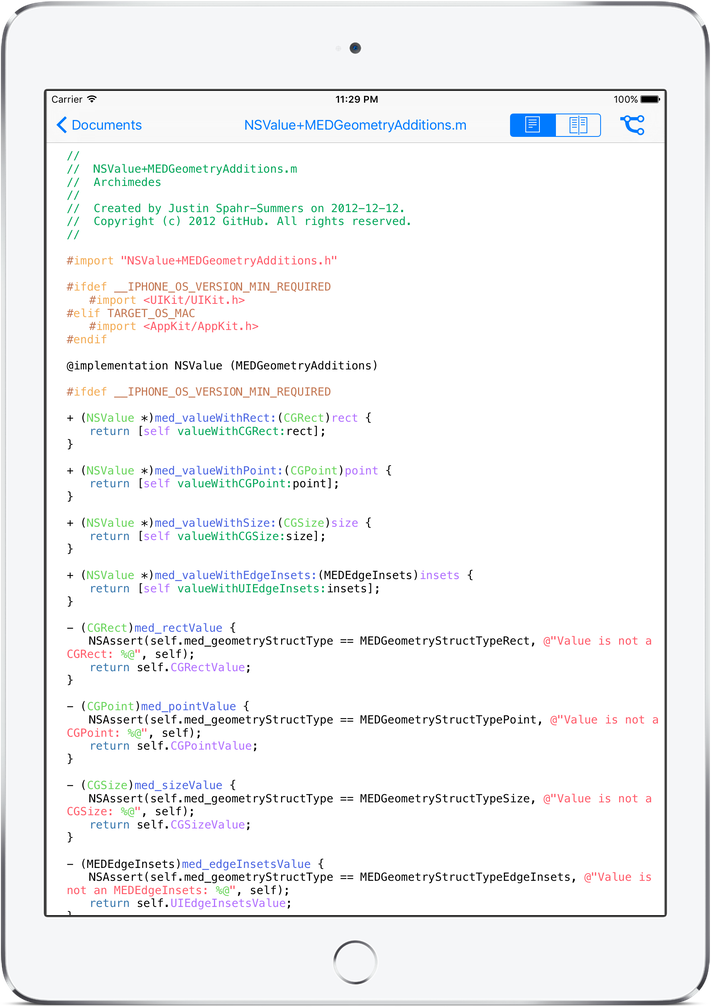 Carrier 11:29 PM 100%
Documents NSValue+MEDGeometryAdditions.m
//
//  NSValue+MEDGeometryAdditions.m
//  Archimedes
//
//  Created by Justin Spahr-Summers on 2012-12-12.
//  Copyright (c) 2012 GitHub. All rights reserved.
//
#import "NSValue+MEDGeometryAdditions.h"
#ifdef __IPHONE_OS_VERSION_MIN_REQUIRED
    #import <UIKit/UIKit.h>
#elif TARGET_OS_MAC
    #import <AppKit/AppKit.h>
#endif
@implementation NSValue (MEDGeometryAdditions)
#ifdef __IPHONE_OS_VERSION_MIN_REQUIRED
+ (NSValue *)med_valueWithRect:(CGRect)rect {
    return [self valueWithCGRect:rect];
}
+ (NSValue *)med_valueWithPoint:(CGPoint)point {
    return [self valueWithCGPoint:point];
}
+ (NSValue *)med_valueWithSize:(CGSize)size {
    return [self valueWithCGSize:size];
}
+ (NSValue *)med_valueWithEdgeInsets:(MEDEdgeInsets)insets {
    return [self valueWithUIEdgeInsets:insets];
}
- (CGRect)med_rectValue {
    NSAssert(self.med_geometryStructType == MEDGeometryStructTypeRect, @"Value is not a
CGRect: %@", self);
    return self.CGRectValue;
}
- (CGPoint)med_pointValue {
    NSAssert(self.med_geometryStructType == MEDGeometryStructTypePoint, @"Value is not a
CGPoint: %@", self);
    return self.CGPointValue;
}
- (CGSize)med_sizeValue {
    NSAssert(self.med_geometryStructType == MEDGeometryStructTypeSize, @"Value is not a
CGSize: %@", self);
    return self.CGSizeValue;
}
- (MEDEdgeInsets)med_edgeInsetsValue {
    NSAssert(self.med_geometryStructType == MEDGeometryStructTypeEdgeInsets, @"Value is
not an MEDEdgeInsets: %@", self);
    return self.UIEdgeInsetsValue;
}